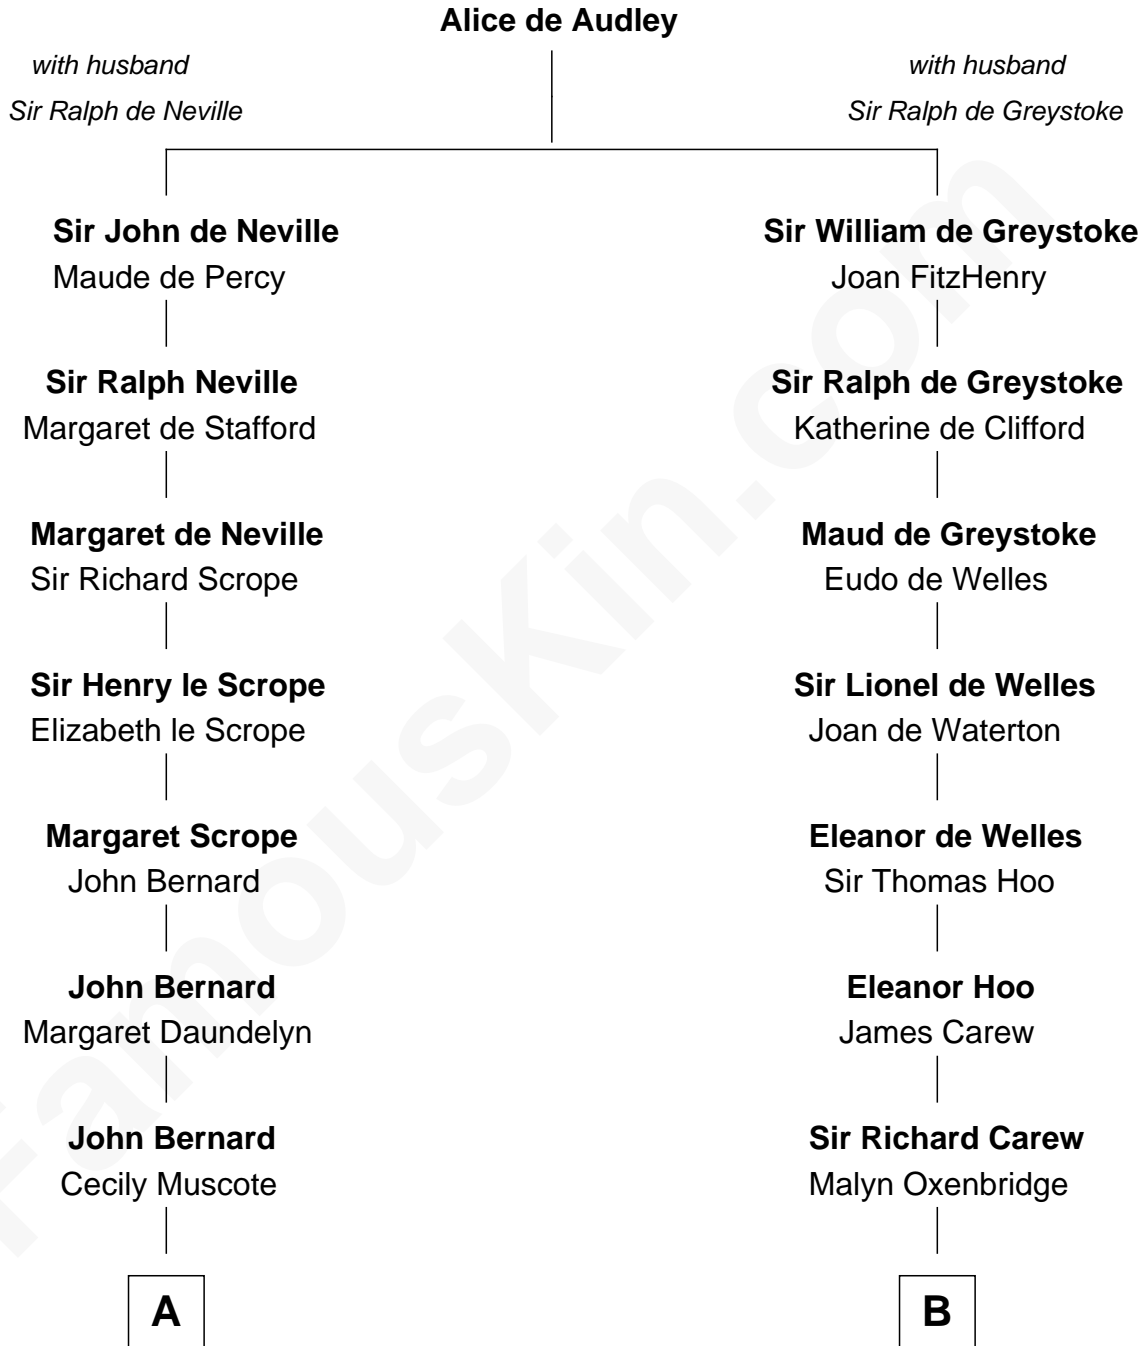 Alice de Audley
with husband
Sir Ralph de Neville
with husband
Sir Ralph de Greystoke
Sir John de Neville
Maude de Percy
Sir William de Greystoke
Joan FitzHenry
Sir Ralph Neville
Margaret de Stafford
Sir Ralph de Greystoke
Katherine de Clifford
Margaret de Neville
Sir Richard Scrope
Maud de Greystoke
Eudo de Welles
Sir Henry le Scrope
Elizabeth le Scrope
Sir Lionel de Welles
Joan de Waterton
Margaret Scrope
John Bernard
Eleanor de Welles
Sir Thomas Hoo
John Bernard
Margaret Daundelyn
Eleanor Hoo
James Carew
John Bernard
Cecily Muscote
Sir Richard Carew
Malyn Oxenbridge
A
B
FamousKin.com